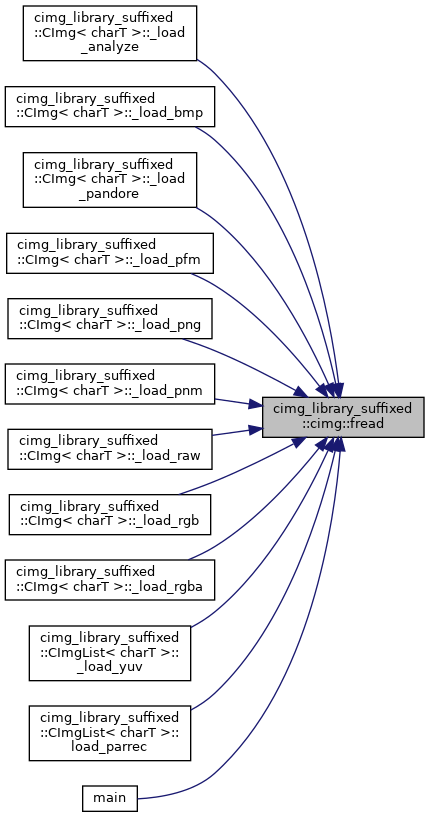 cimg_library_suffixed
::CImg< charT >::_load
_analyze
cimg_library_suffixed
::CImg< charT >::_load_bmp
cimg_library_suffixed
::CImg< charT >::_load
_pandore
cimg_library_suffixed
::CImg< charT >::_load_pfm
cimg_library_suffixed
::CImg< charT >::_load_png
cimg_library_suffixed
::CImg< charT >::_load_pnm
cimg_library_suffixed
::cimg::fread
cimg_library_suffixed
::CImg< charT >::_load_raw
cimg_library_suffixed
::CImg< charT >::_load_rgb
cimg_library_suffixed
::CImg< charT >::_load_rgba
cimg_library_suffixed
::CImgList< charT >::
_load_yuv
cimg_library_suffixed
::CImgList< charT >::
load_parrec
main